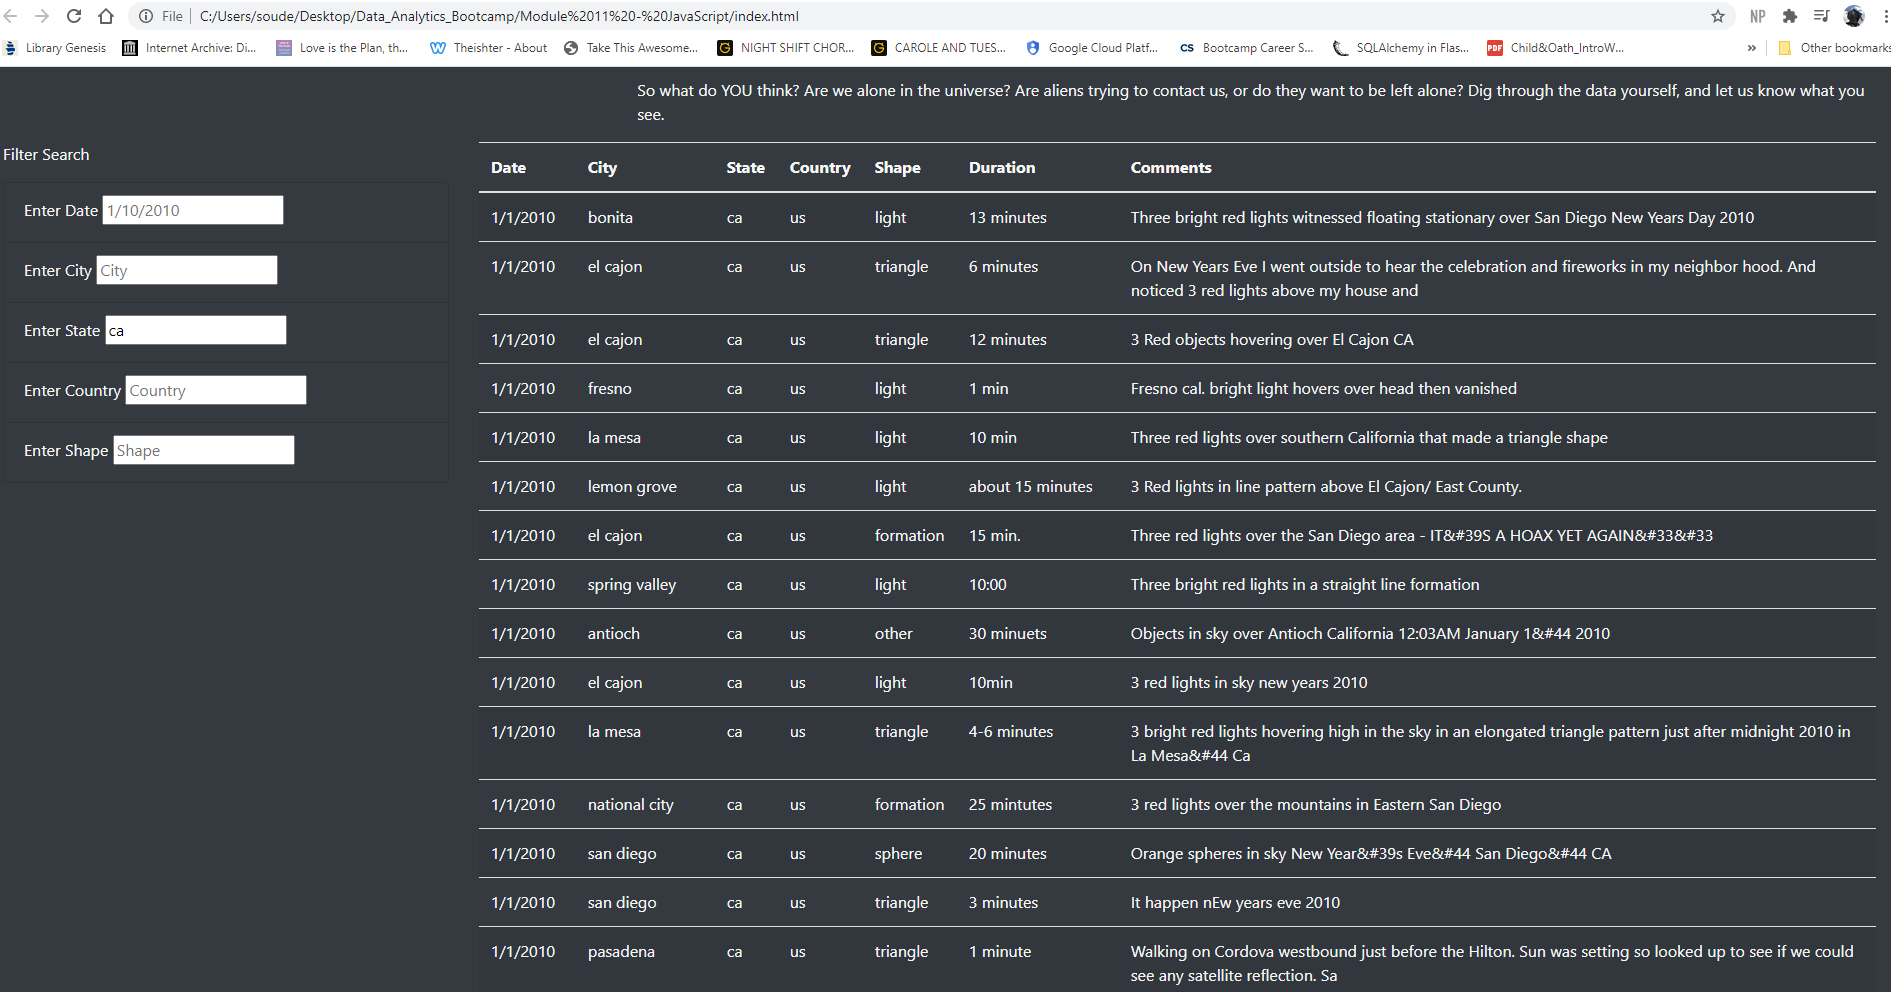 File | C:/Users/soude/Desktop/Data_Analytics_Bootcamp/Module%2011%20-%20JavaScript/index.html
NP
Library Genesis Internet Archive: Di... Love is the Plan, th... Theishter - About Take This Awesome... NIGHT SHIFT CHOR... CAROLE AND TUES... Google Cloud Platf... CS Bootcamp Career S... SQLAlchemy in Flas... PDF Child&Oath_IntroW... » Other bookmarks
So what do YOU think? Are we alone in the universe? Are aliens trying to contact us, or do they want to be left alone? Dig through the data yourself, and let us know what you
see.
Filter Search
Enter Date 1/10/2010
Enter City City
Enter State ca
Enter Country Country
Enter Shape Shape
Date City State Country Shape Duration Comments
1/1/2010 bonita ca us light 13 minutes Three bright red lights witnessed floating stationary over San Diego New Years Day 2010
1/1/2010 el cajon ca us triangle 6 minutes On New Years Eve I went outside to hear the celebration and fireworks in my neighbor hood. And
noticed 3 red lights above my house and
1/1/2010 el cajon ca us triangle 12 minutes 3 Red objects hovering over El Cajon CA
1/1/2010 fresno ca us light 1 min Fresno cal. bright light hovers over head then vanished
1/1/2010 la mesa ca us light 10 min Three red lights over southern California that made a triangle shape
1/1/2010 lemon grove ca us light about 15 minutes 3 Red lights in line pattern above El Cajon/ East County.
1/1/2010 el cajon ca us formation 15 min. Three red lights over the San Diego area - IT&#39S A HOAX YET AGAIN&#33&#33
1/1/2010 spring valley ca us light 10:00 Three bright red lights in a straight line formation
1/1/2010 antioch ca us other 30 minuets Objects in sky over Antioch California 12:03AM January 1&#44 2010
1/1/2010 el cajon ca us light 10min 3 red lights in sky new years 2010
1/1/2010 la mesa ca us triangle 4-6 minutes 3 bright red lights hovering high in the sky in an elongated triangle pattern just after midnight 2010 in
La Mesa&#44 Ca
1/1/2010 national city ca us formation 25 mintutes 3 red lights over the mountains in Eastern San Diego
1/1/2010 san diego ca us sphere 20 minutes Orange spheres in sky New Year&#39s Eve&#44 San Diego&#44 CA
1/1/2010 san diego ca us triangle 3 minutes It happen nEw years eve 2010
1/1/2010 pasadena ca us triangle 1 minute Walking on Cordova westbound just before the Hilton. Sun was setting so looked up to see if we could
see any satellite reflection. Sa